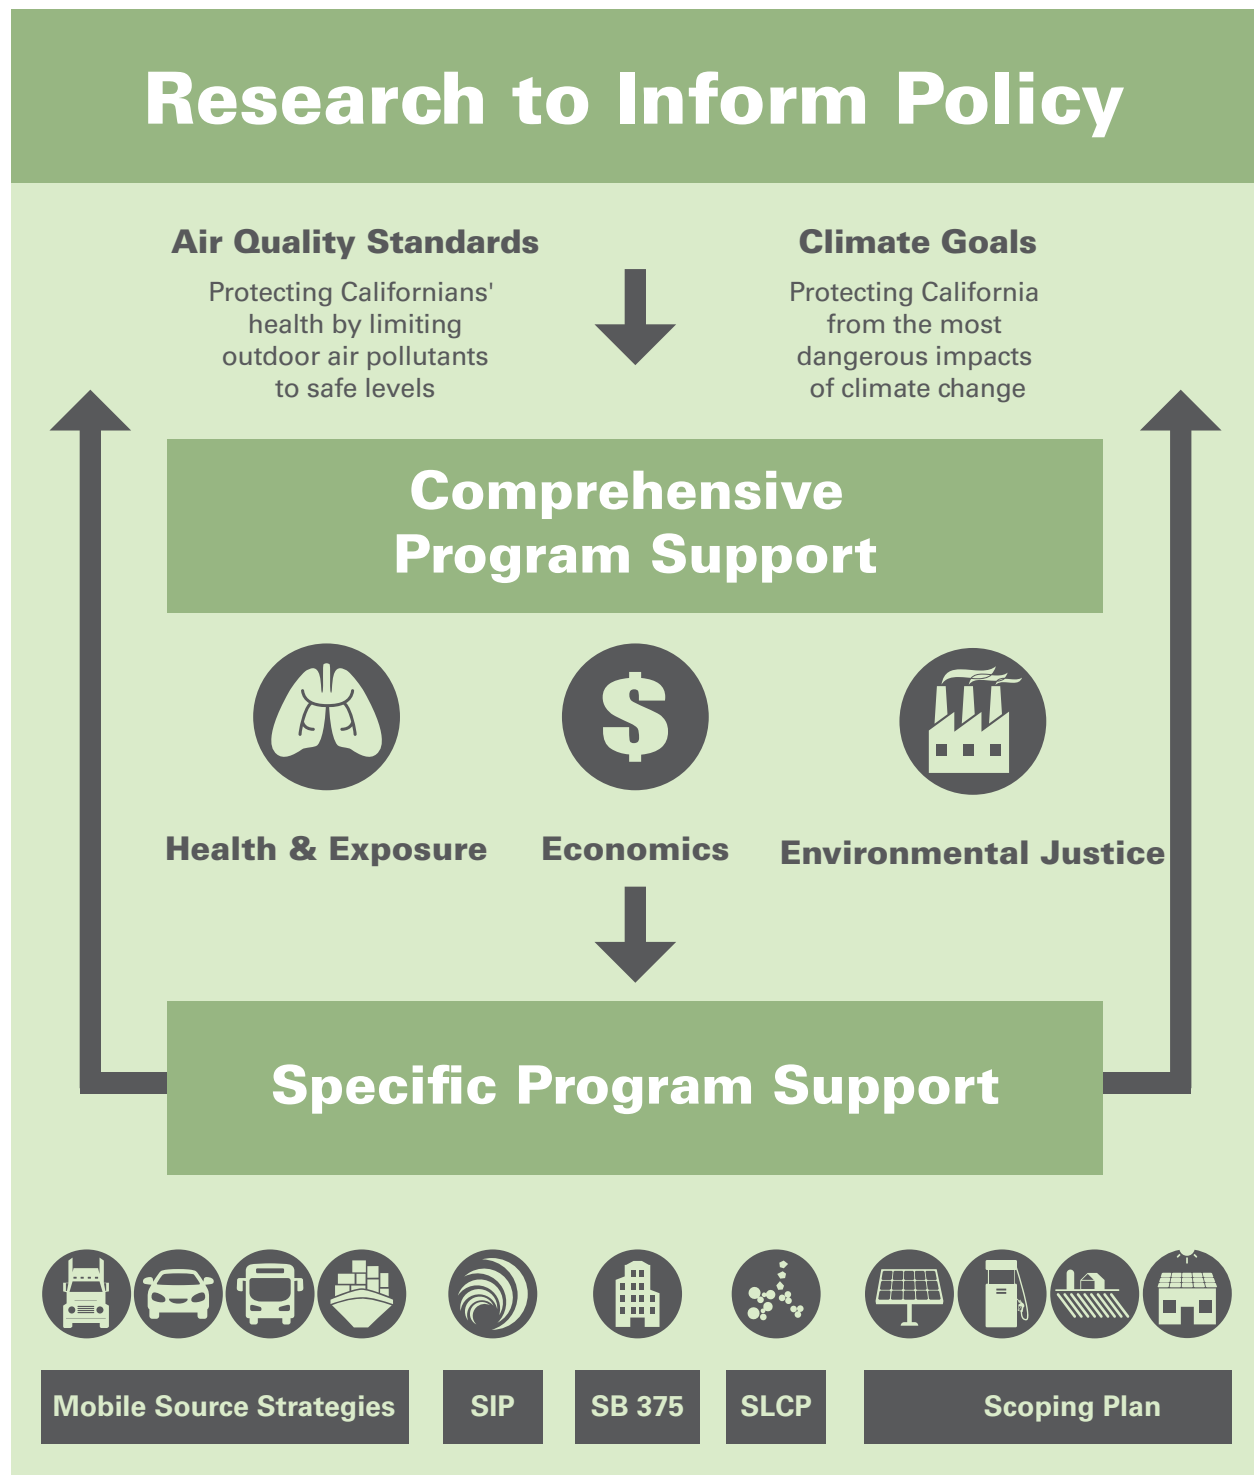 Research to Inform Policy
Air Quality Standards
Protecting Californians'
health by limiting
outdoor air pollutants
to safe levels
Climate Goals
Protecting California
from the most
dangerous impacts
of climate change
Comprehensive
Program Support
$
Health & Exposure
Economics
Environmental Justice
Specific Program Support
Mobile Source Strategies
SIP
SB 375
SLCP
Scoping Plan